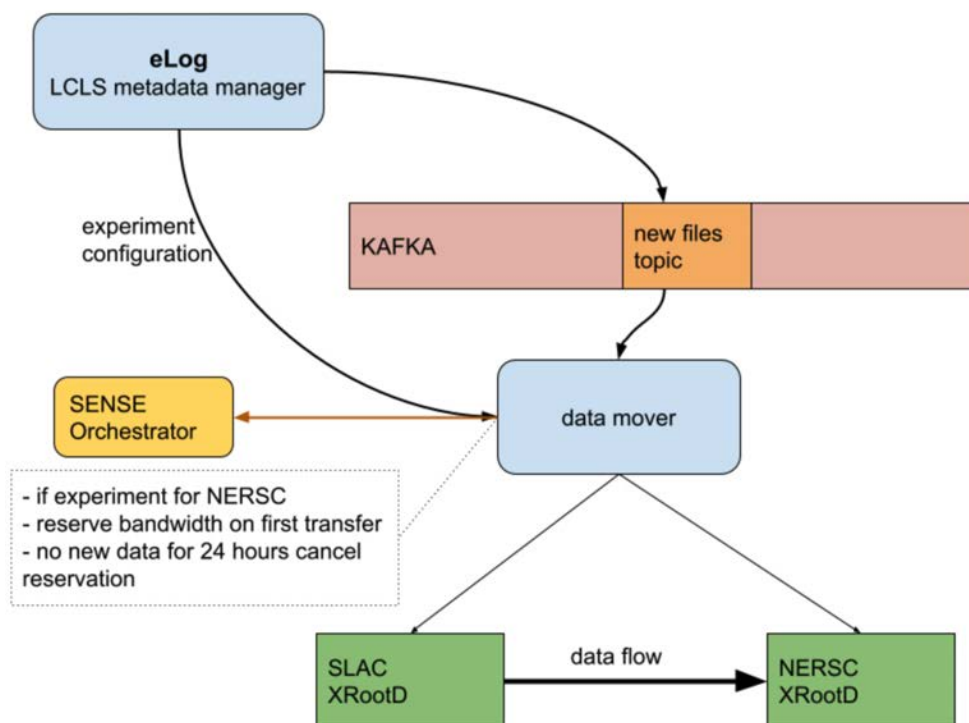 eLog
LCLS metadata manager
experiment
configuration
KAFKA
new files
topic
SENSE
Orchestrator
data mover
- if experiment for NERSC
- reserve bandwidth on first transfer
- no new data for 24 hours cancel
reservation
SLAC
XRootD
data flow
NERSC
XRootD